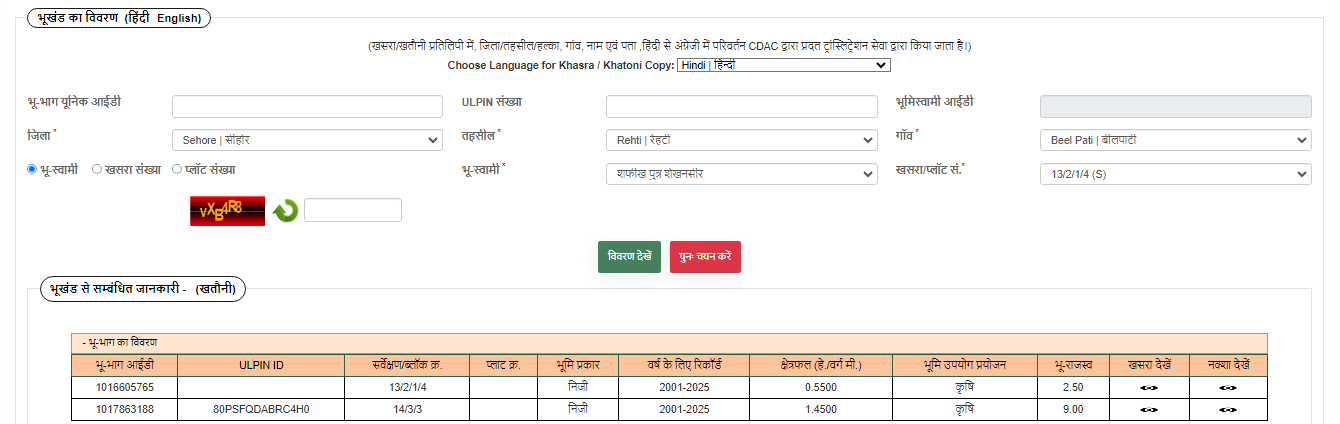 भूखंड का विवरण (हिंदी English)
(खसरा/खतौनी प्रतिलिपी में, जिला/तहसील/हल्का, गांव, नाम एवं पता ,हिंदी से अंग्रेजी में परिवर्तन CDAC द्वारा प्रदत ट्रांस्लिट्रेशन सेवा द्वारा किया जाता है।)
Choose Language for Khasra / Khatoni Copy: Hindi | हिन्दी
भू-भाग यूनिक आईडी ULPIN संख्या भूमिस्वामी आईडी
जिला * Sehore | सीहोर तहसील * Rehti | रेहटी गाँव * Beel Pati | बीलपाटी
भू-स्वामी खसरा संख्या प्लॉट संख्या भू-स्वामी * शफीख पुत्र शेखनसीर खसरा/प्लॉट सं.* 13/2/1/4 (S)
vXB4R8
विवरण देखें पुनः चयन करें
भूखंड से सम्बंधित जानकारी - (खतौनी)
- भू-भाग का विवरण
भू-भाग आईडी ULPIN ID सर्वेक्षण/ब्लॉक क्र. प्लाट क्र. भूमि प्रकार वर्ष के लिए रिकॉर्ड क्षेत्रफल (हे./वर्ग मी.) भूमि उपयोग प्रयोजन भू-राजस्व खसरा देखें नक्शा देखें
1016605765 13/2/1/4 निजी 2001-2025 0.5500 कृषि 2.50
1017863188 80PSFQDABRC4H0 14/3/3 निजी 2001-2025 1.4500 कृषि 9.00